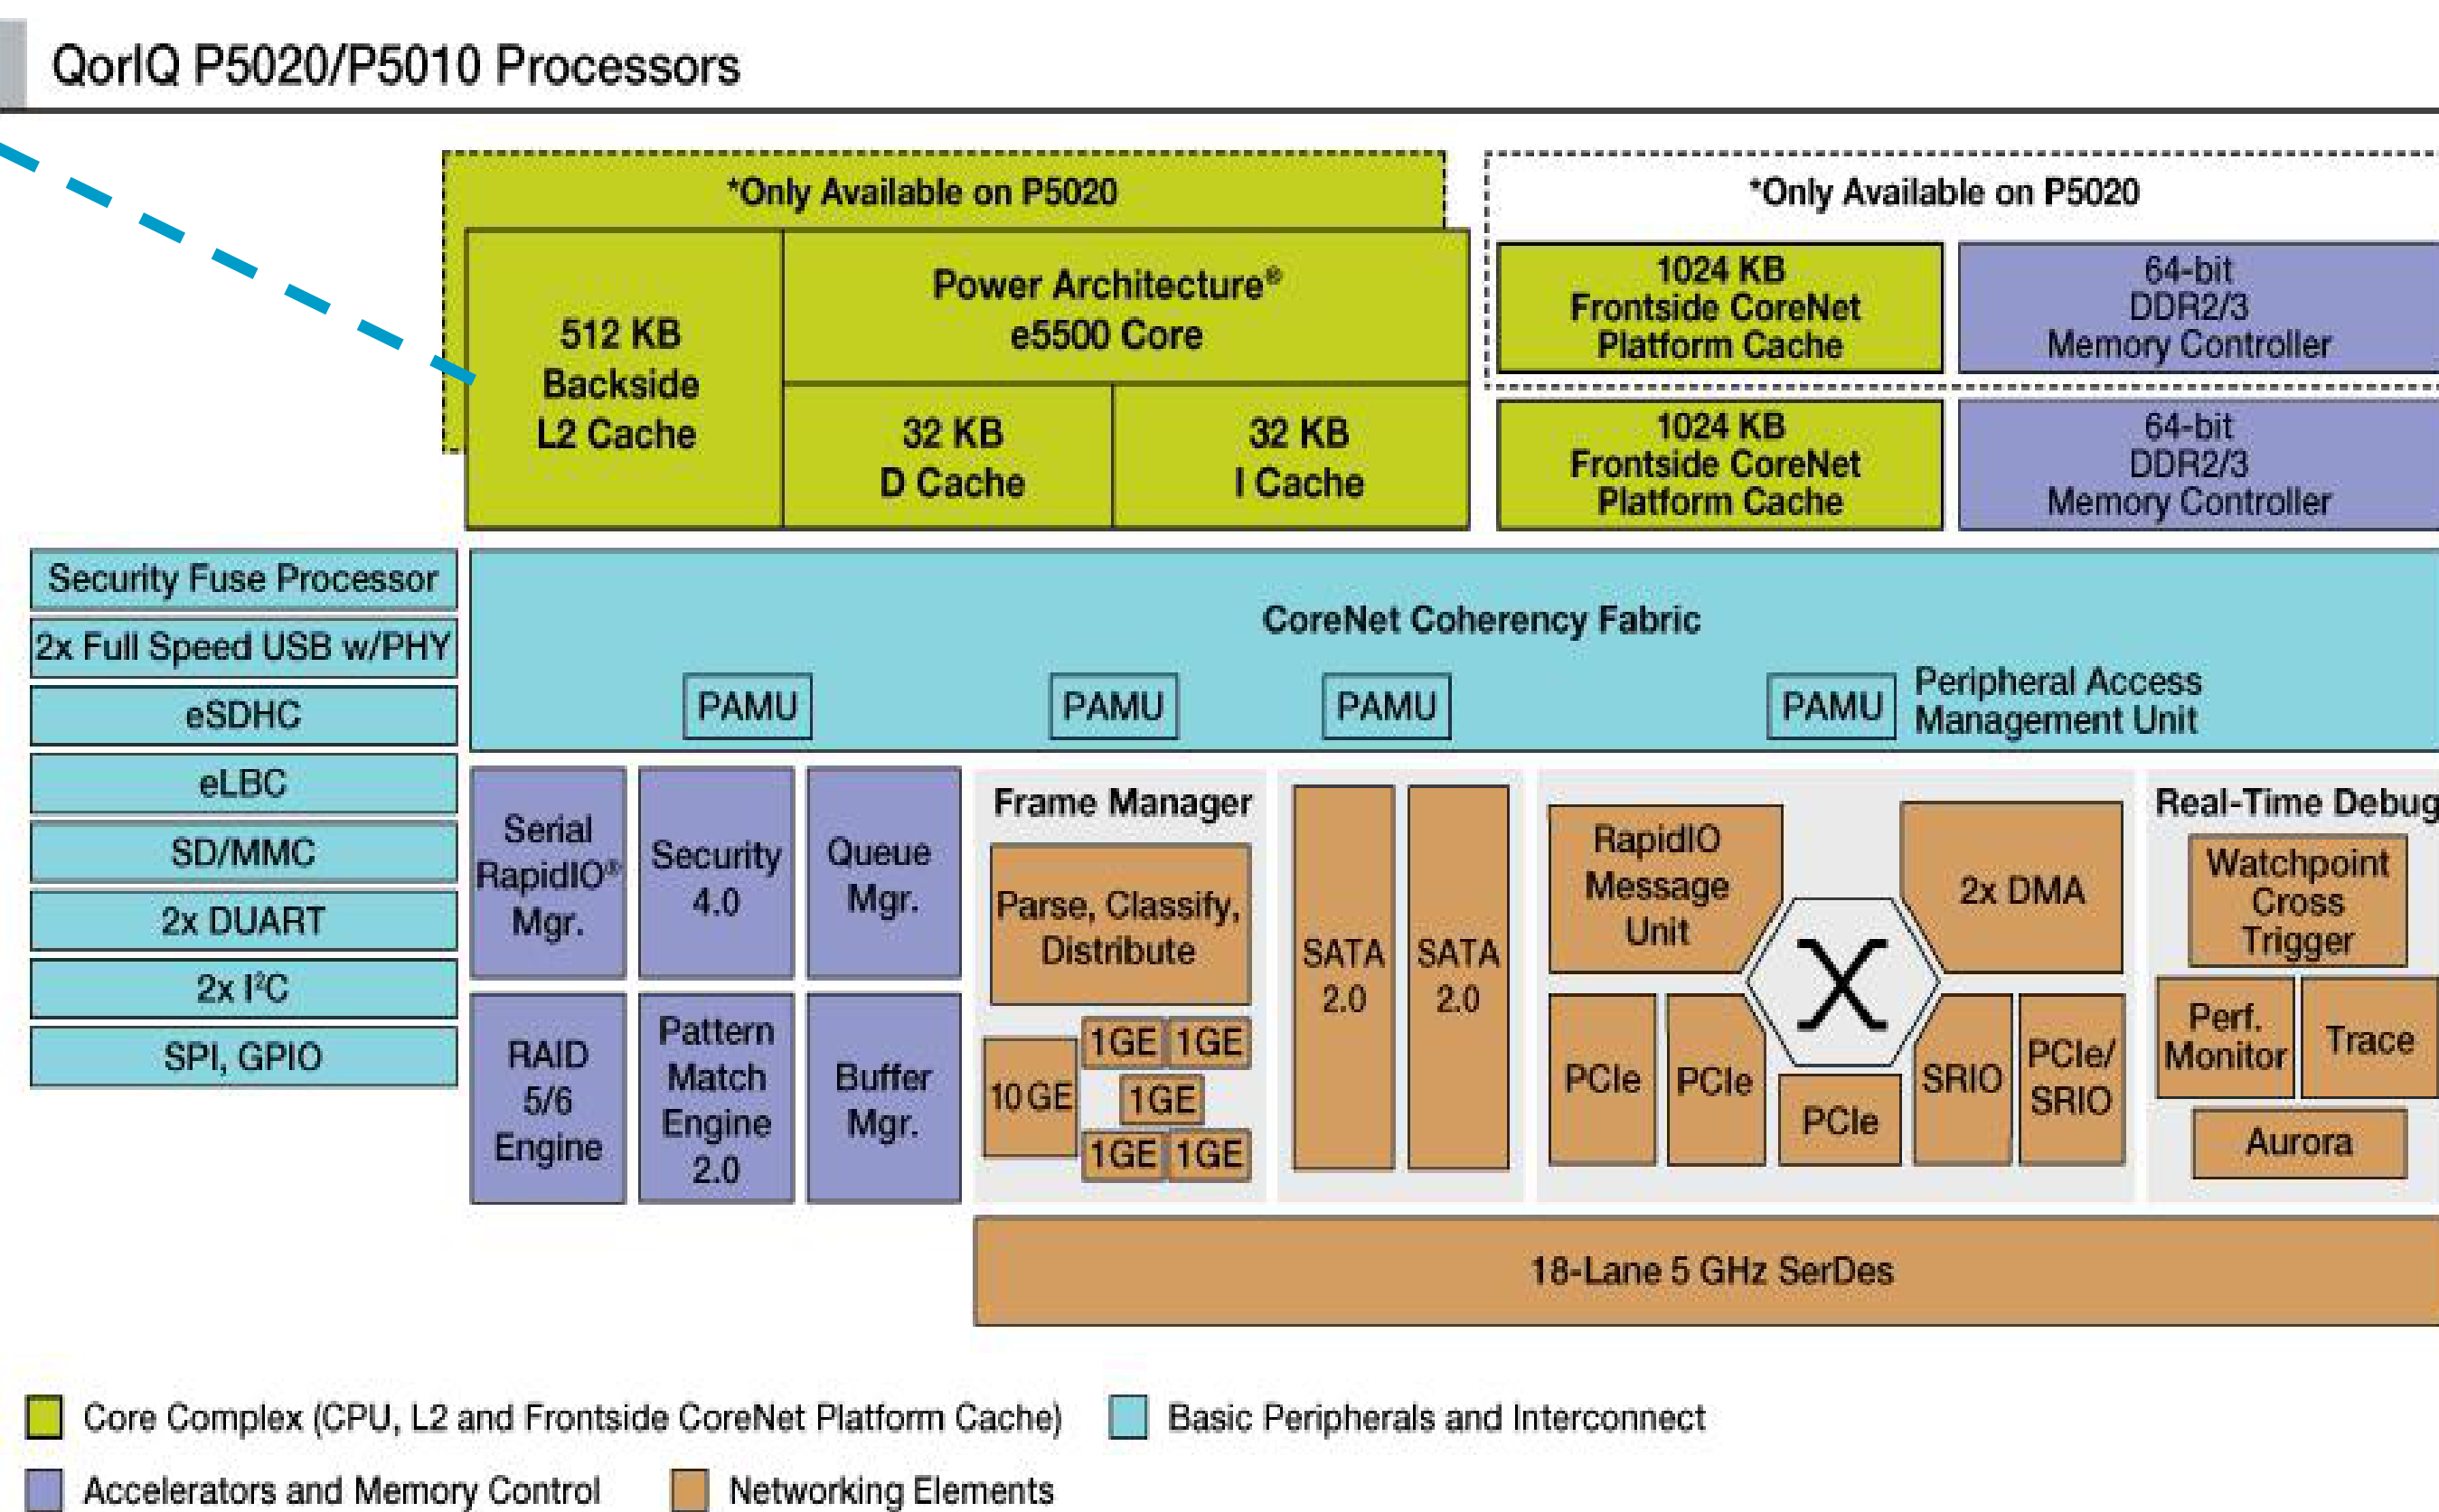 QorIQ P5020/P5010 Processors
*Only Available on P5020
512 KB
Backside
L2 Cache
Power Architecture®
e5500 Core
32 KB
D Cache
32 KB
I Cache
*Only Available on P5020
1024 KB
Frontside CoreNet
Platform Cache
64-bit
DDR2/3
Memory Controller
1024 KB
Frontside CoreNet
Platform Cache
64-bit
DDR2/3
Memory Controller
Security Fuse Processor
2x Full Speed USB w/PHY
eSDHC
eLBC
SD/MMC
2x DUART
2x I²C
SPI, GPIO
CoreNet Coherency Fabric
PAMU
PAMU
PAMU
PAMU
Peripheral Access
Management Unit
Serial
RapidIO®
Mgr.
Security
4.0
Queue
Mgr.
RAID
5/6
Engine
Pattern
Match
Engine
2.0
Buffer
Mgr.
Frame Manager
Parse, Classify,
Distribute
10 GE
1GE
1GE
1GE
1GE
1GE
SATA
2.0
SATA
2.0
RapidIO
Message
Unit
2x DMA
PCIe
PCIe
PCIe
SRIO
PCIe/
SRIO
Real-Time Debug
Watchpoint
Cross
Trigger
Perf.
Monitor
Trace
Aurora
18-Lane 5 GHz SerDes
Core Complex (CPU, L2 and Frontside CoreNet Platform Cache)
Basic Peripherals and Interconnect
Accelerators and Memory Control
Networking Elements